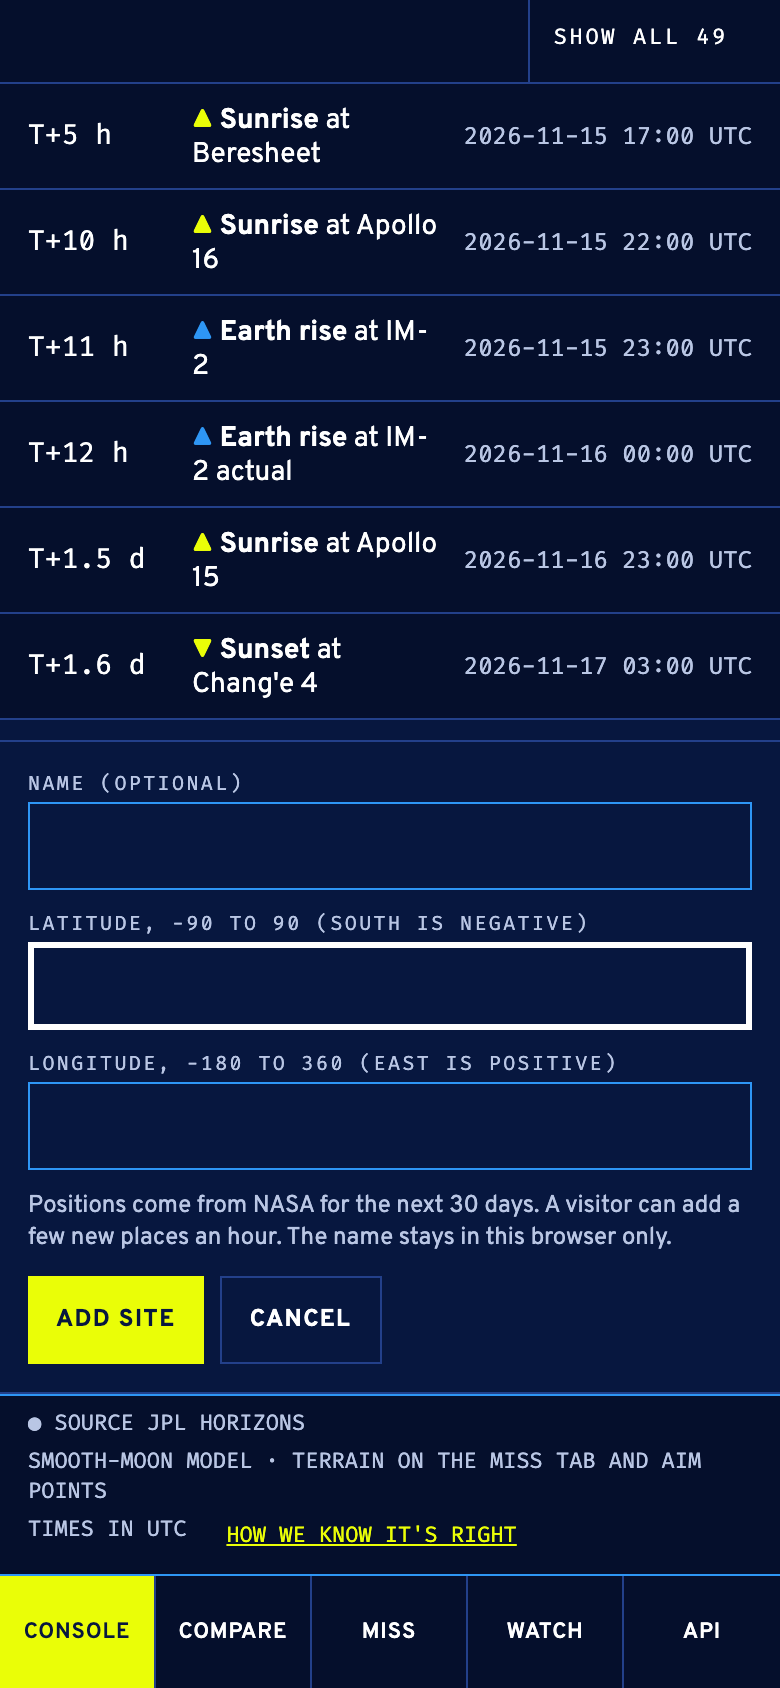 SHOW ALL 49
T+5 h
Sunrise at
Beresheet
2026-11-15 17:00 UTC
T+10 h
Sunrise at Apollo
16
2026-11-15 22:00 UTC
T+11 h
Earth rise at IM-
2
2026-11-15 23:00 UTC
T+12 h
Earth rise at IM-
2 actual
2026-11-16 00:00 UTC
T+1.5 d
Sunrise at Apollo
15
2026-11-16 23:00 UTC
T+1.6 d
Sunset at
Chang'e 4
2026-11-17 03:00 UTC
NAME (OPTIONAL)
LATITUDE, -90 TO 90 (SOUTH IS NEGATIVE)
LONGITUDE, -180 TO 360 (EAST IS POSITIVE)
Positions come from NASA for the next 30 days. A visitor can add a
few new places an hour. The name stays in this browser only.
ADD SITE
CANCEL
SOURCE JPL HORIZONS
SMOOTH-MOON MODEL · TERRAIN ON THE MISS TAB AND AIM
POINTS
TIMES IN UTC
HOW WE KNOW IT'S RIGHT
CONSOLE
COMPARE
MISS
WATCH
API